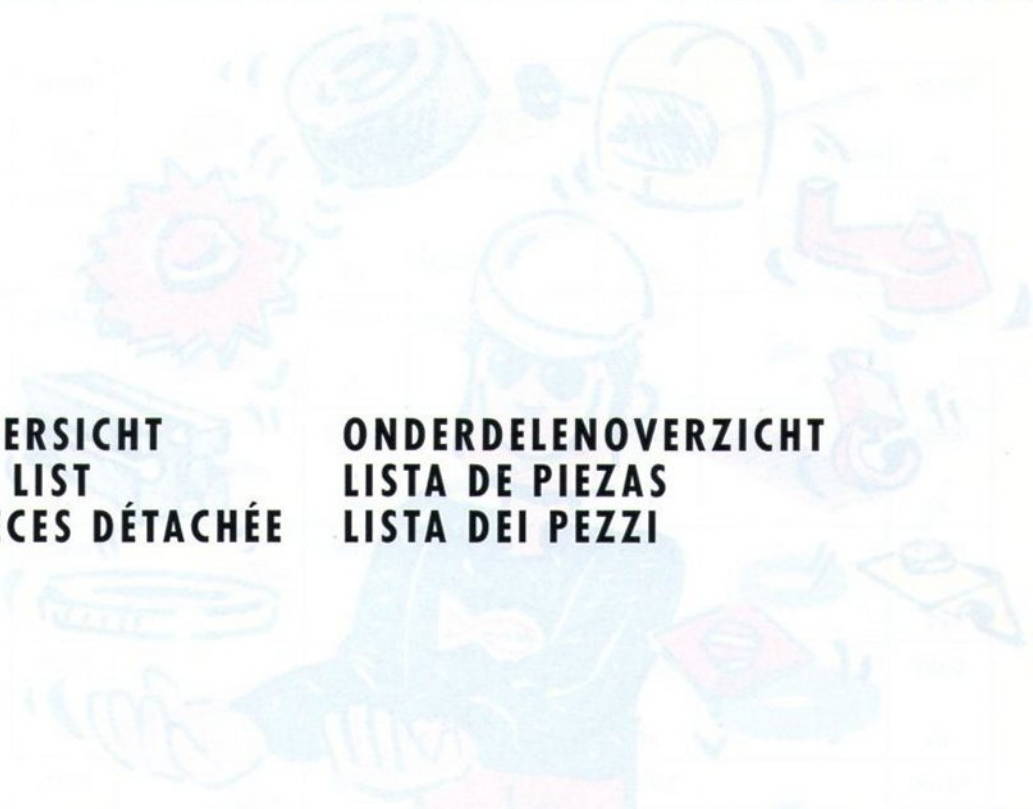 ERSICHT
LIST
CES DÉTACHÉE
ONDERDELENOVERZICHT
LISTA DE PIEZAS
LISTA DEI PEZZI